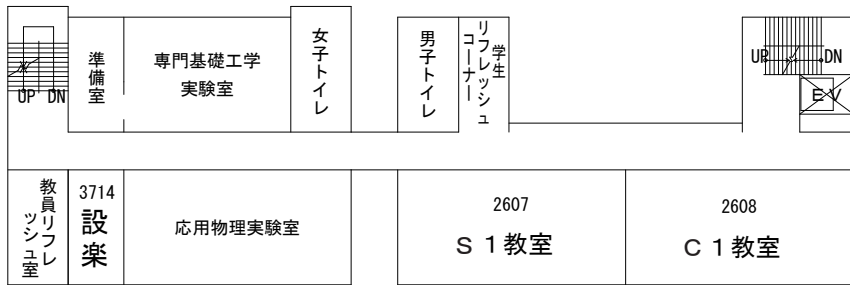 UP DN
準備室
専門基礎工学
実験室
女子トイレ
男子トイレ
学生
リフレッシュ
コーナー
UP DN
EV
教員リフレ
ッシュ室
3714
設楽
応用物理実験室
2607
S1教室
2608
C1教室